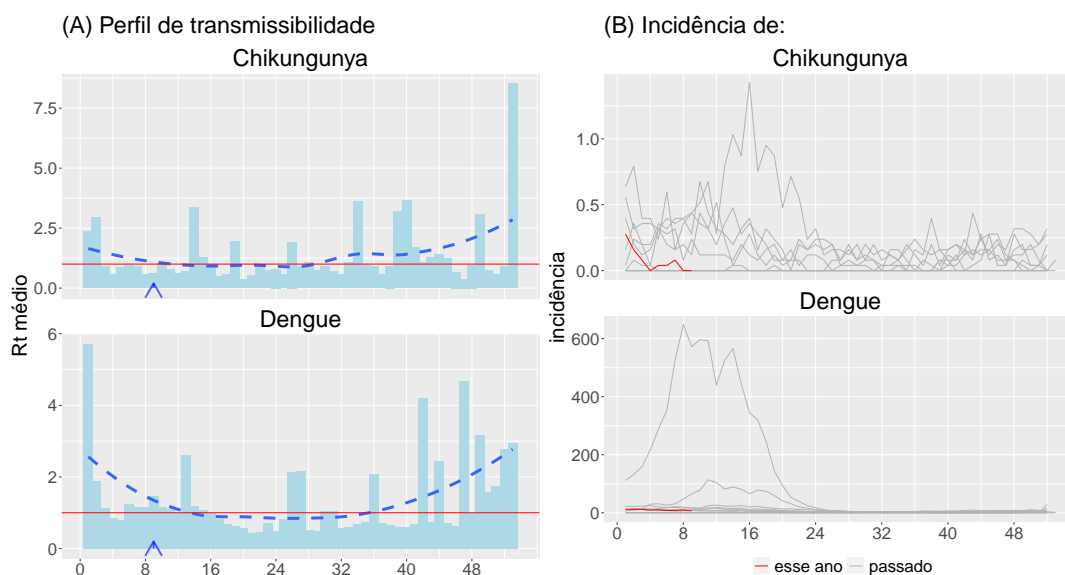 (A) Perfil de transmissibilidade
Chikungunya
7.5
5.0
2.5
0.0
Dengue
6
4
2
0
0 8 16 24 32 40 48
Rt médio
(B) Incidência de:
Chikungunya
1.0
0.5
0.0
Dengue
600
400
200
0
0 8 16 24 32 40 48
incidência
esse ano passado